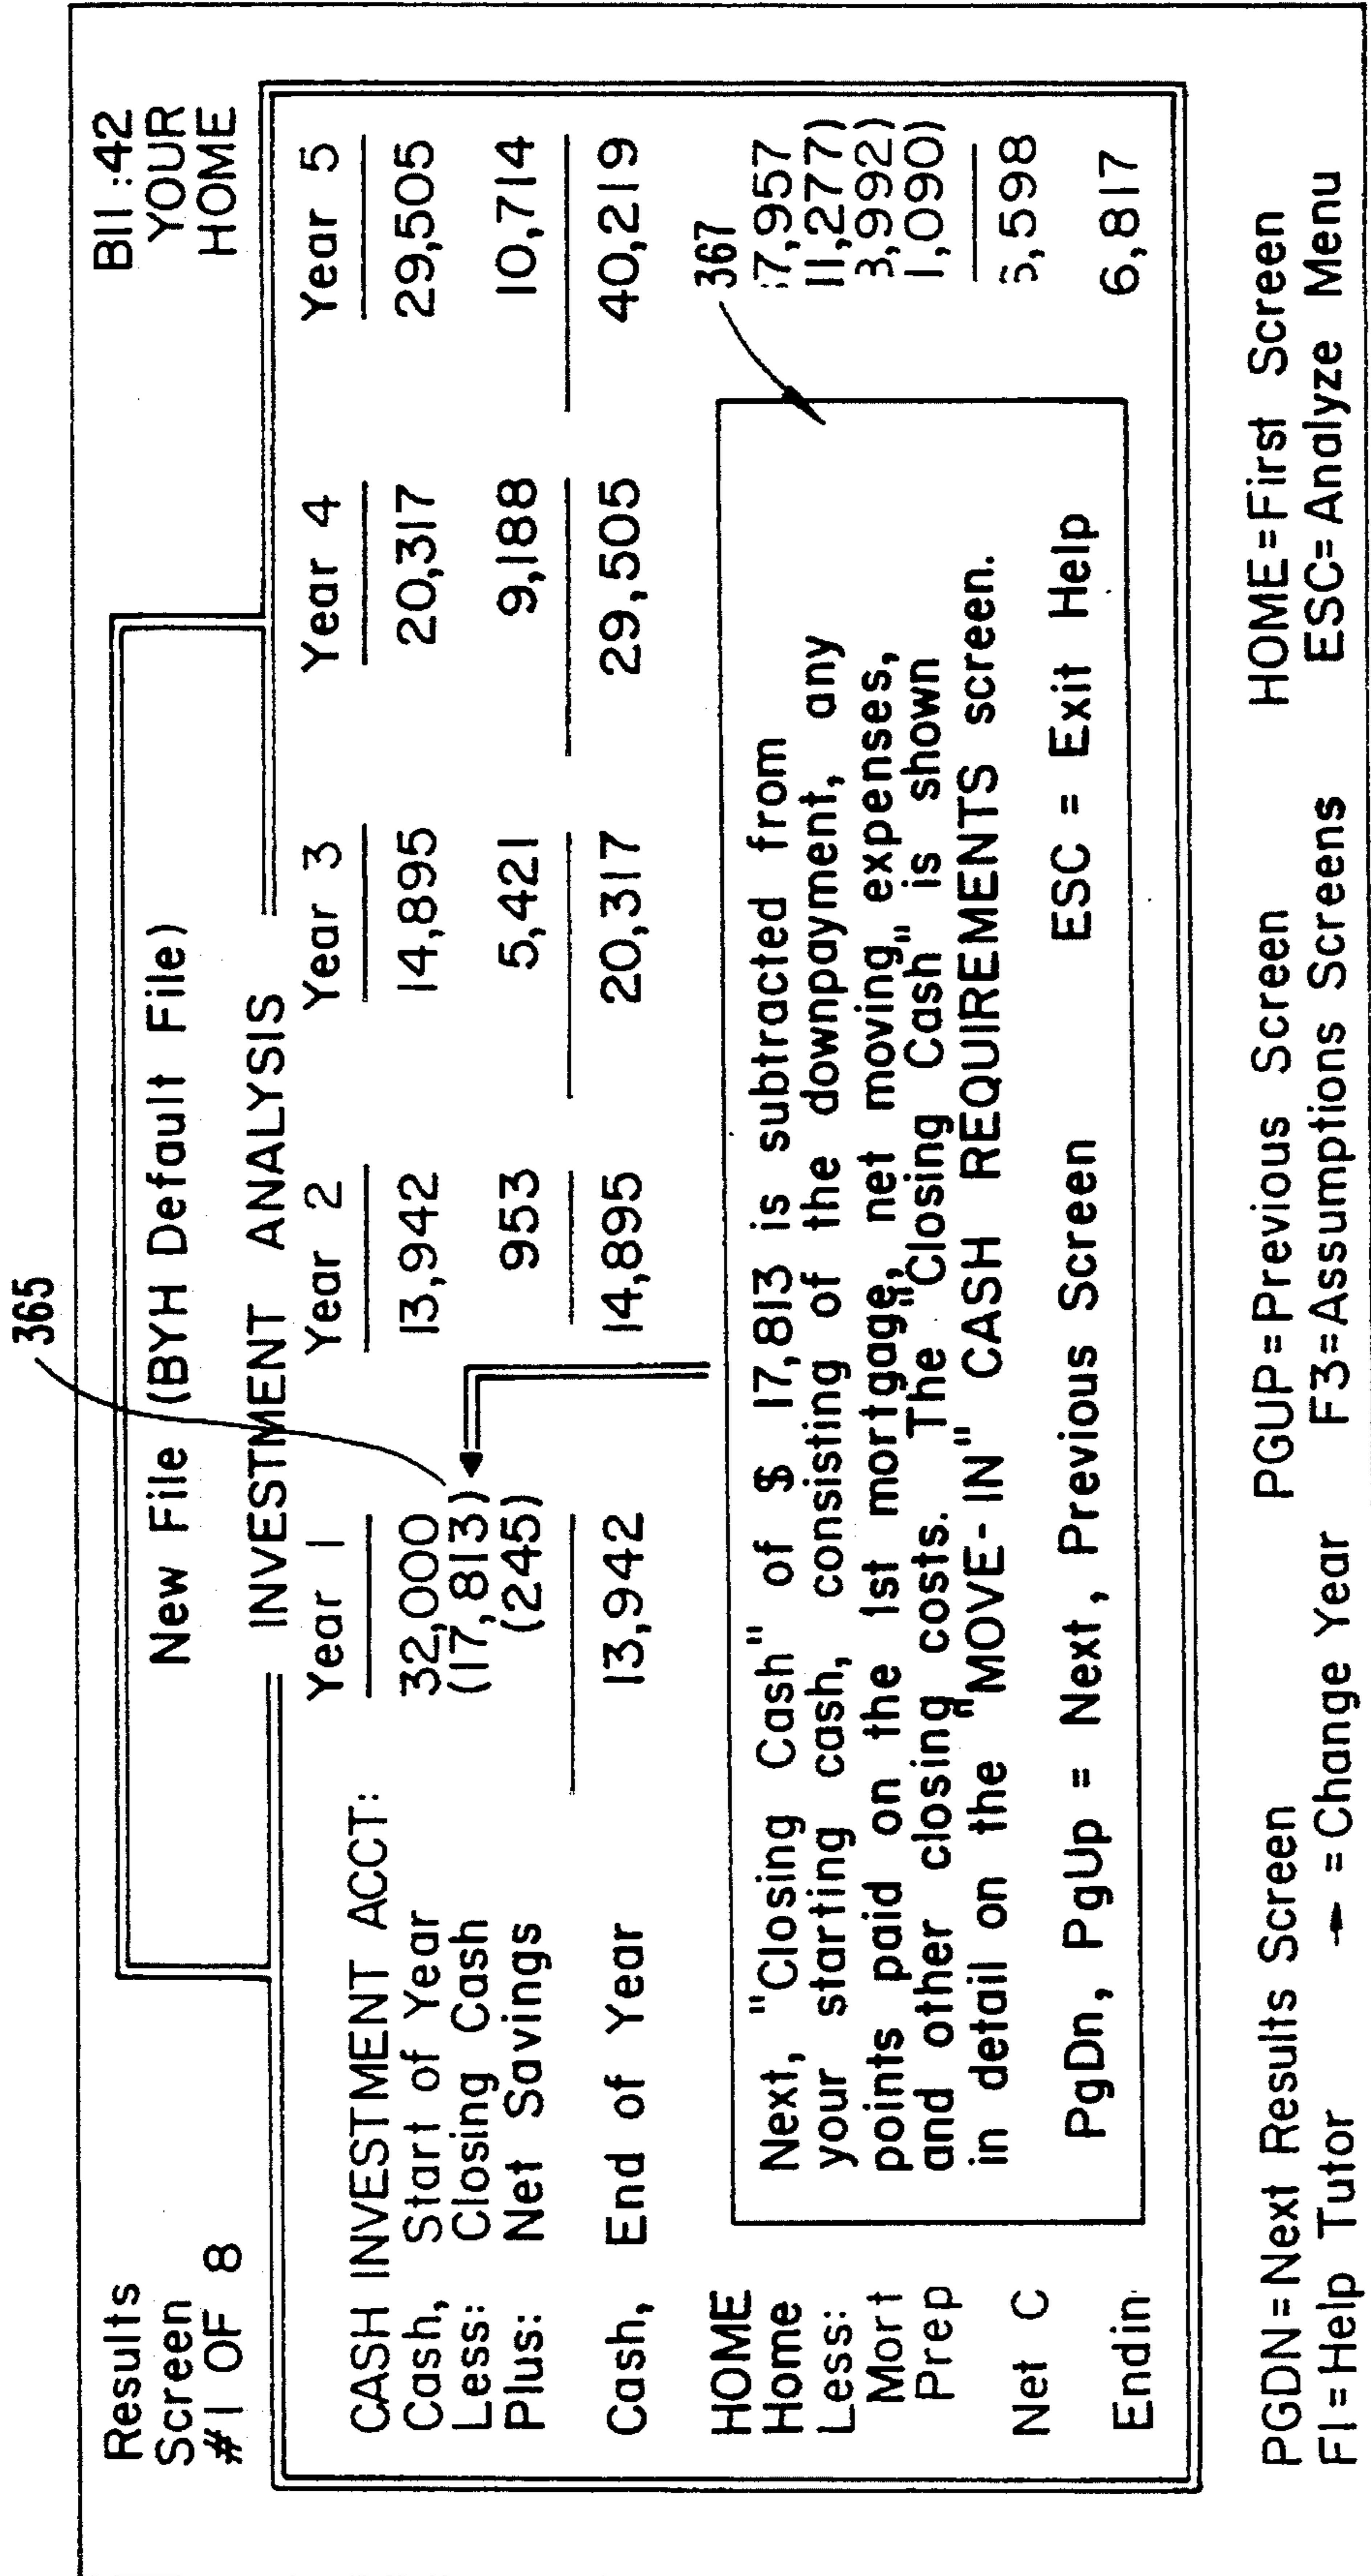 365
Results
Screen
#1 OF 8
New File (BYH Default File)
B11:42
YOUR
HOME
INVESTMENT ANALYSIS
Year 1 Year 2 Year 3 Year 4 Year 5
CASH INVESTMENT ACCT:
Cash, Start of Year 32,000 13,942 14,895 20,317 29,505
Less: Closing Cash (17,813)
Plus: Net Savings (245) 953 5,421 9,188 10,714
Cash, End of Year 13,942 14,895 20,317 29,505 40,219
367
HOME
Home 7,957
Less: 11,277)
Mort 3,992)
Prep 1,090)
Net C 5,598
Endin 6,817
Next, "Closing Cash" of $ 17,813 is subtracted from
your starting cash, consisting of the downpayment, any
points paid on the 1st mortgage, net "moving" expenses,
and other "closing" costs. The "Closing Cash" is shown
in detail on the "MOVE-IN" CASH REQUIREMENTS screen.
PgDn, PgUp = Next, Previous Screen ESC = Exit Help
PGDN=Next Results Screen PGUP=Previous Screen HOME=First Screen
F1=Help Tutor → =Change Year F3=Assumptions Screens ESC=Analyze Menu